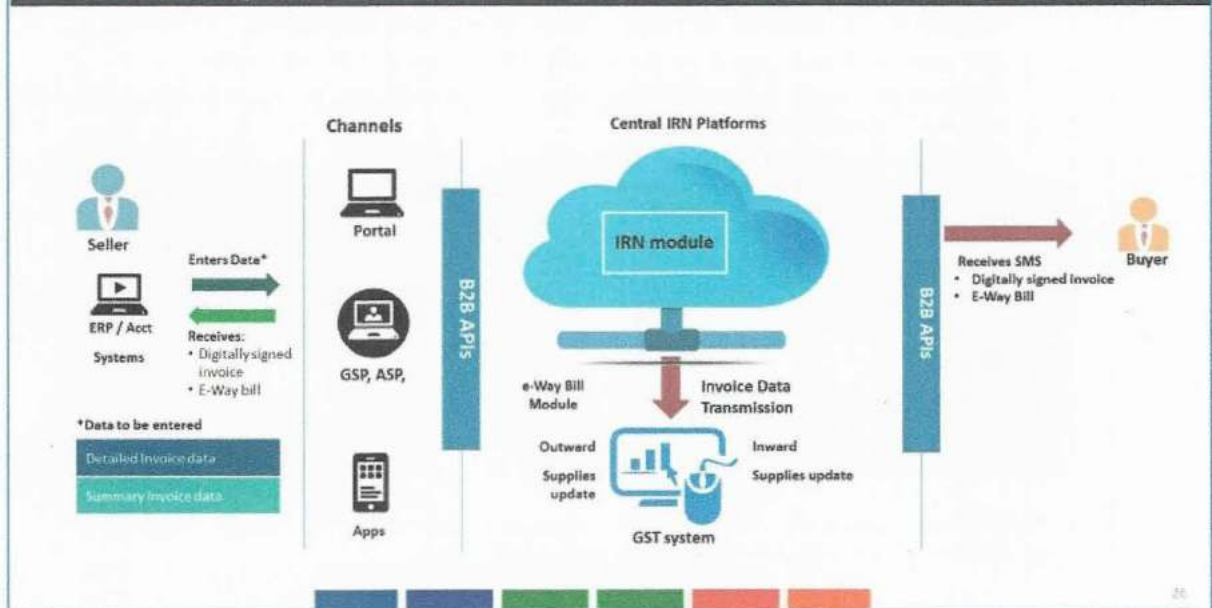 Channels
Central IRN Platforms
Seller
ERP / Acct
Systems
Enters Data*
Receives:
• Digitally signed
invoice
• E-Way bill
*Data to be entered
Detailed Invoice data
Summary Invoice data
Portal
GSP, ASP,
Apps
B2B APIs
IRN module
e-Way Bill
Module
Invoice Data
Transmission
Outward
Supplies
update
Inward
Supplies update
GST system
B2B APIs
Receives SMS
• Digitally signed invoice
• E-Way Bill
Buyer
26